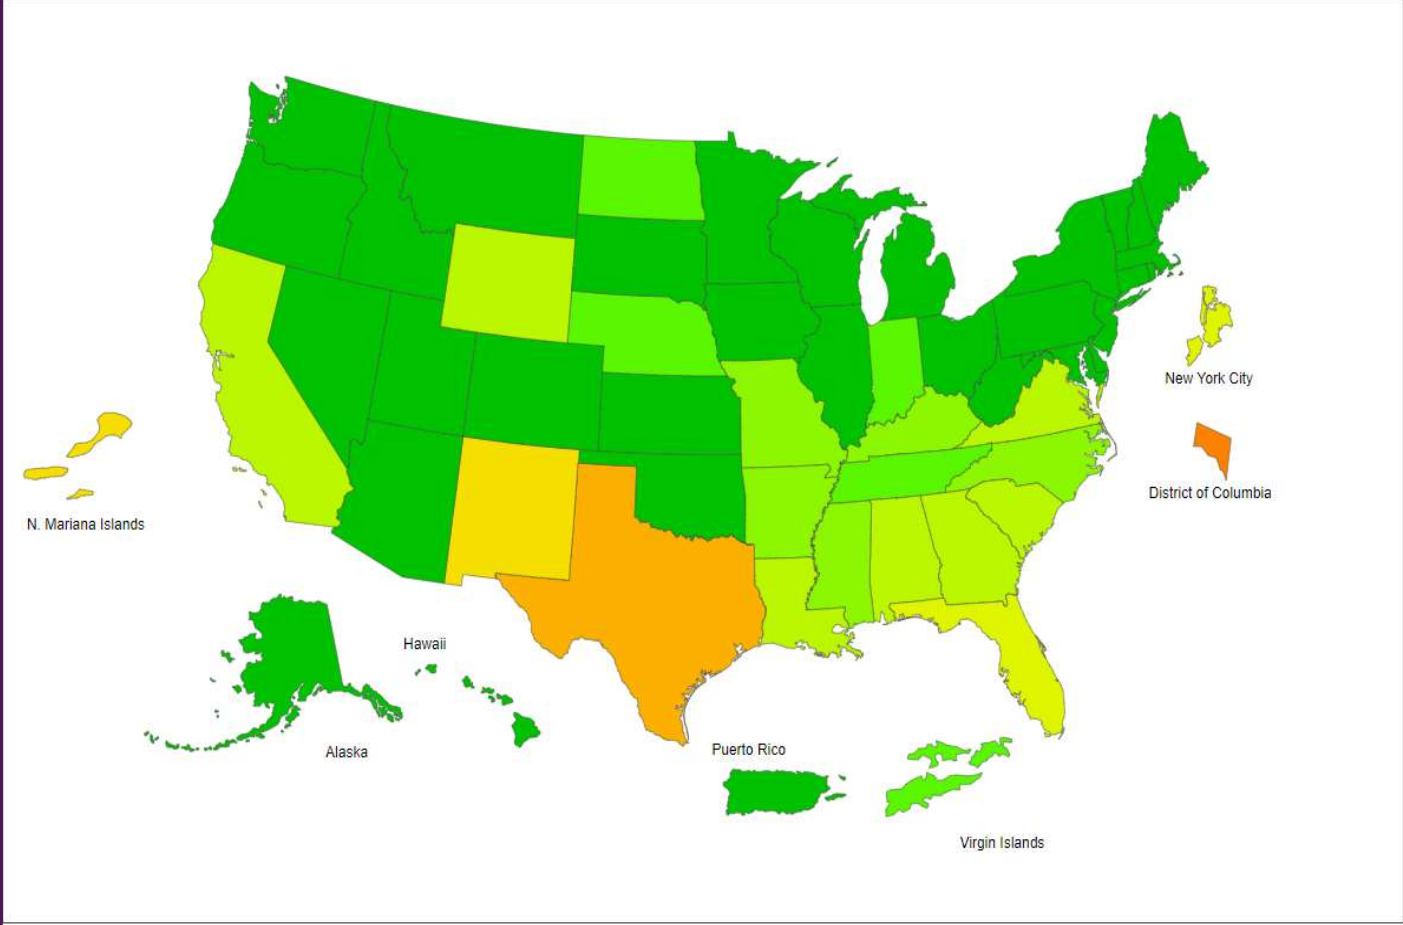 New York City
District of Columbia
N. Mariana Islands
Hawaii
Alaska
Puerto Rico
Virgin Islands